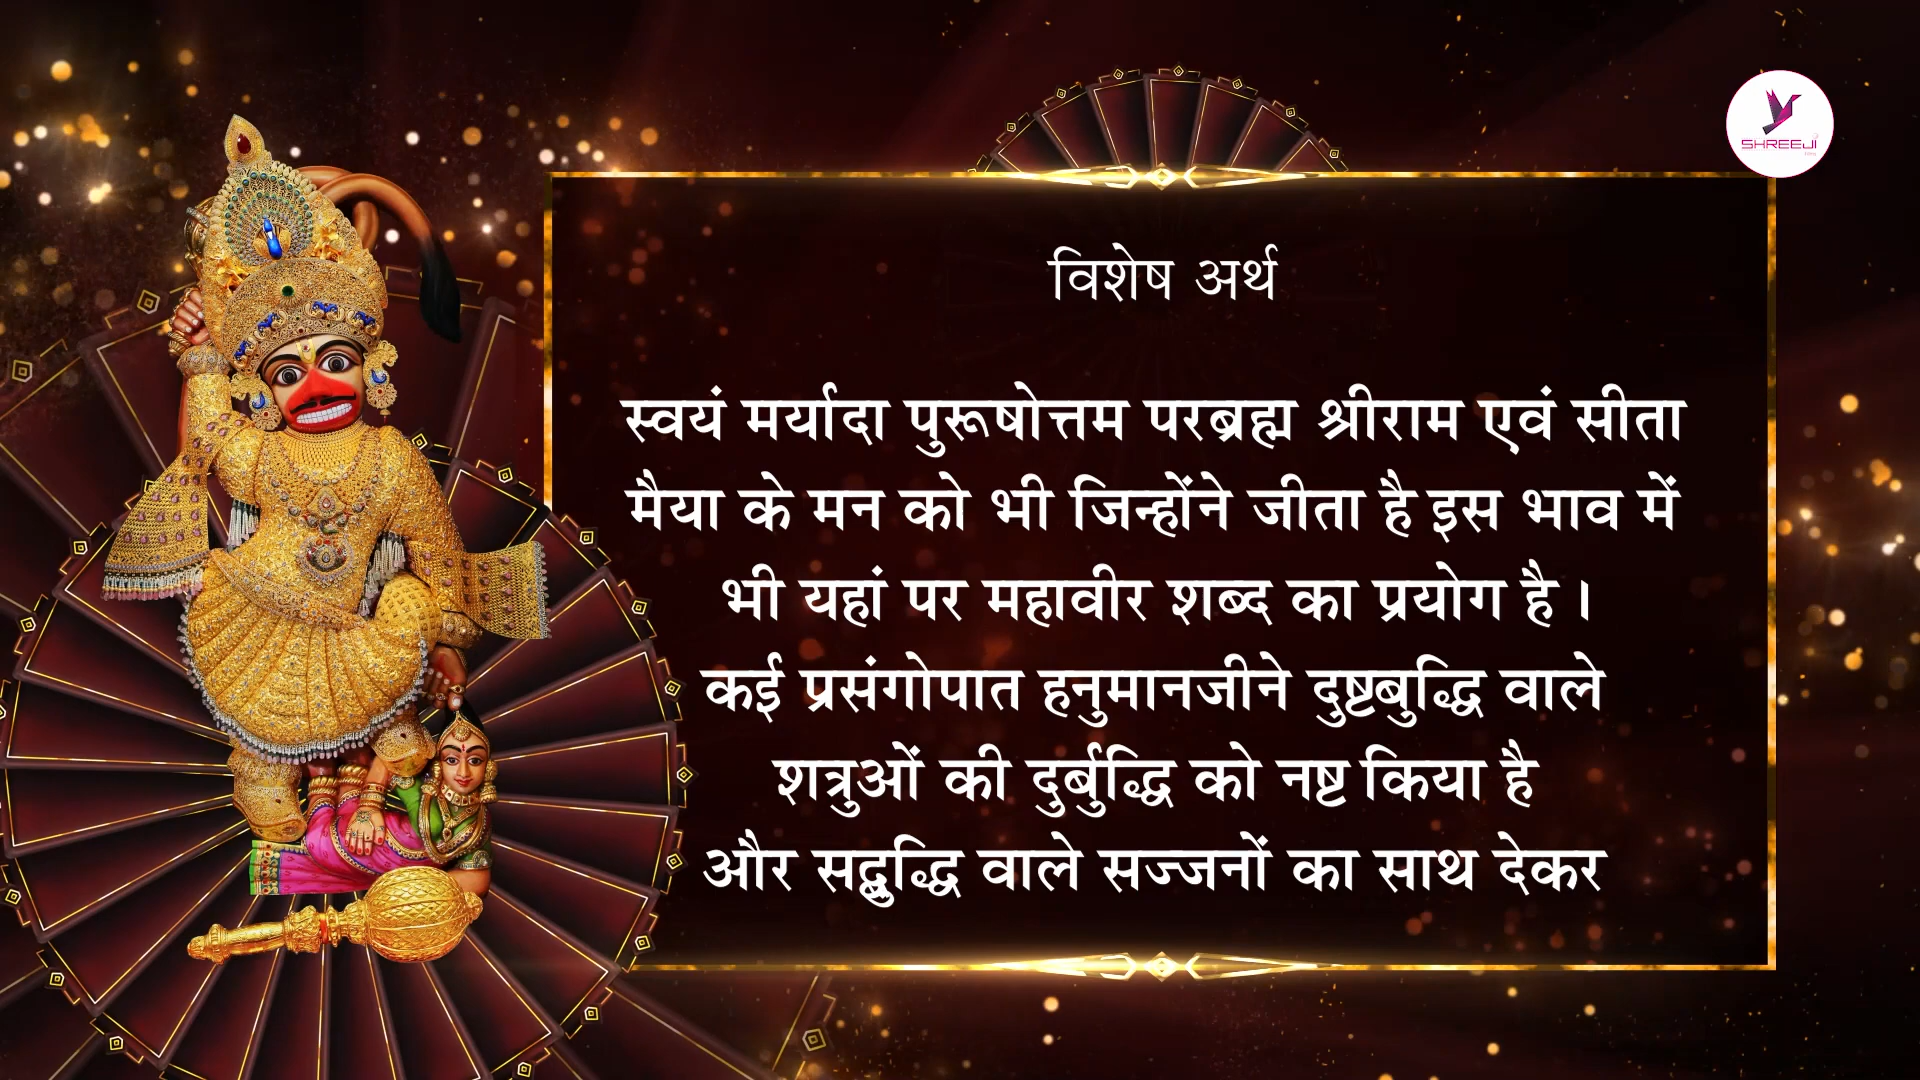 SHREEJI
विशेष अर्थ
स्वयं मर्यादा पुरूषोत्तम परब्रह्म श्रीराम एवं सीता
मैया के मन को भी जिन्होंने जीता है इस भाव में
भी यहां पर महावीर शब्द का प्रयोग है ।
कई प्रसंगोपात हनुमानजीने दुष्टबुद्धि वाले
शत्रुओं की दुर्बुद्धि को नष्ट किया है
और सद्बुद्धि वाले सज्जनों का साथ देकर